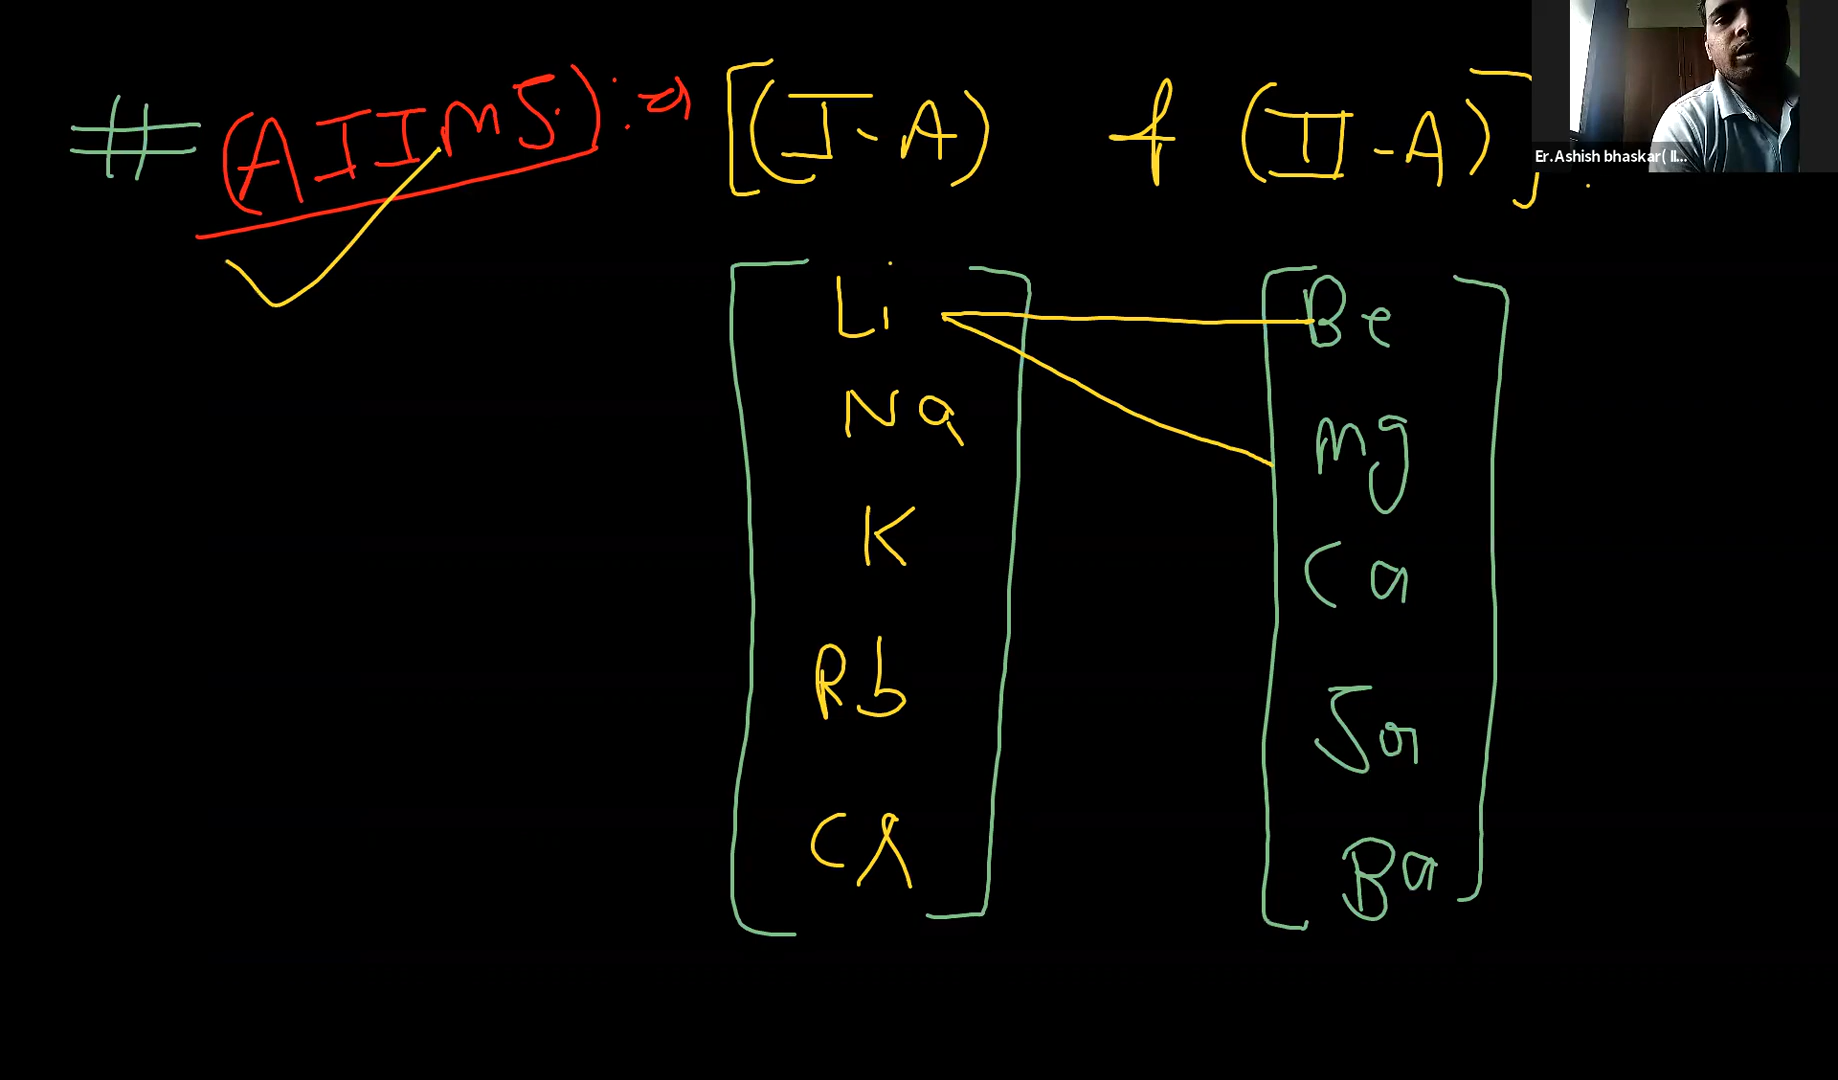 # (AIIMS) :→ [(I-A) & (II-A)] .
Er.Ashish bhaskar( II...
Li Be
Na Mg
K Ca
Rb Sr
Cs Ba